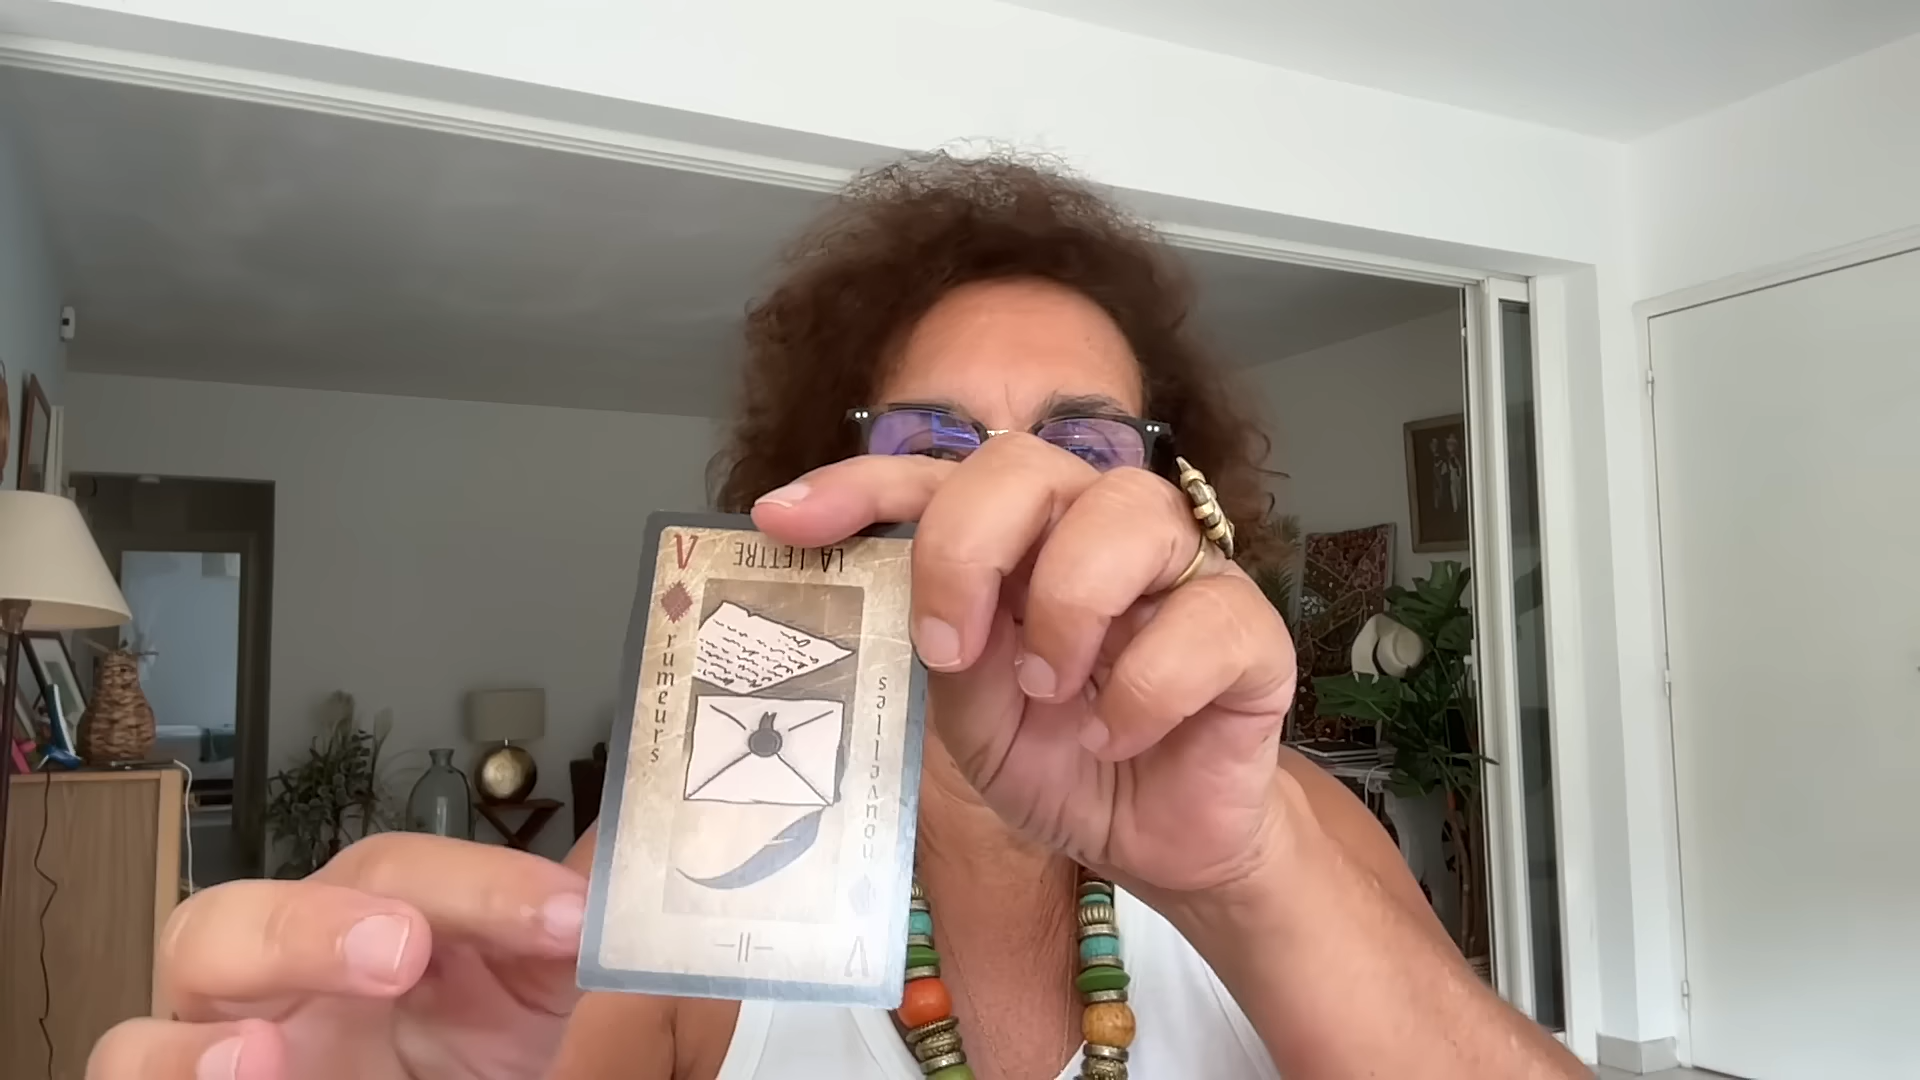 V
LA LETTRE
rumeurs
nouvelles
—II—
V